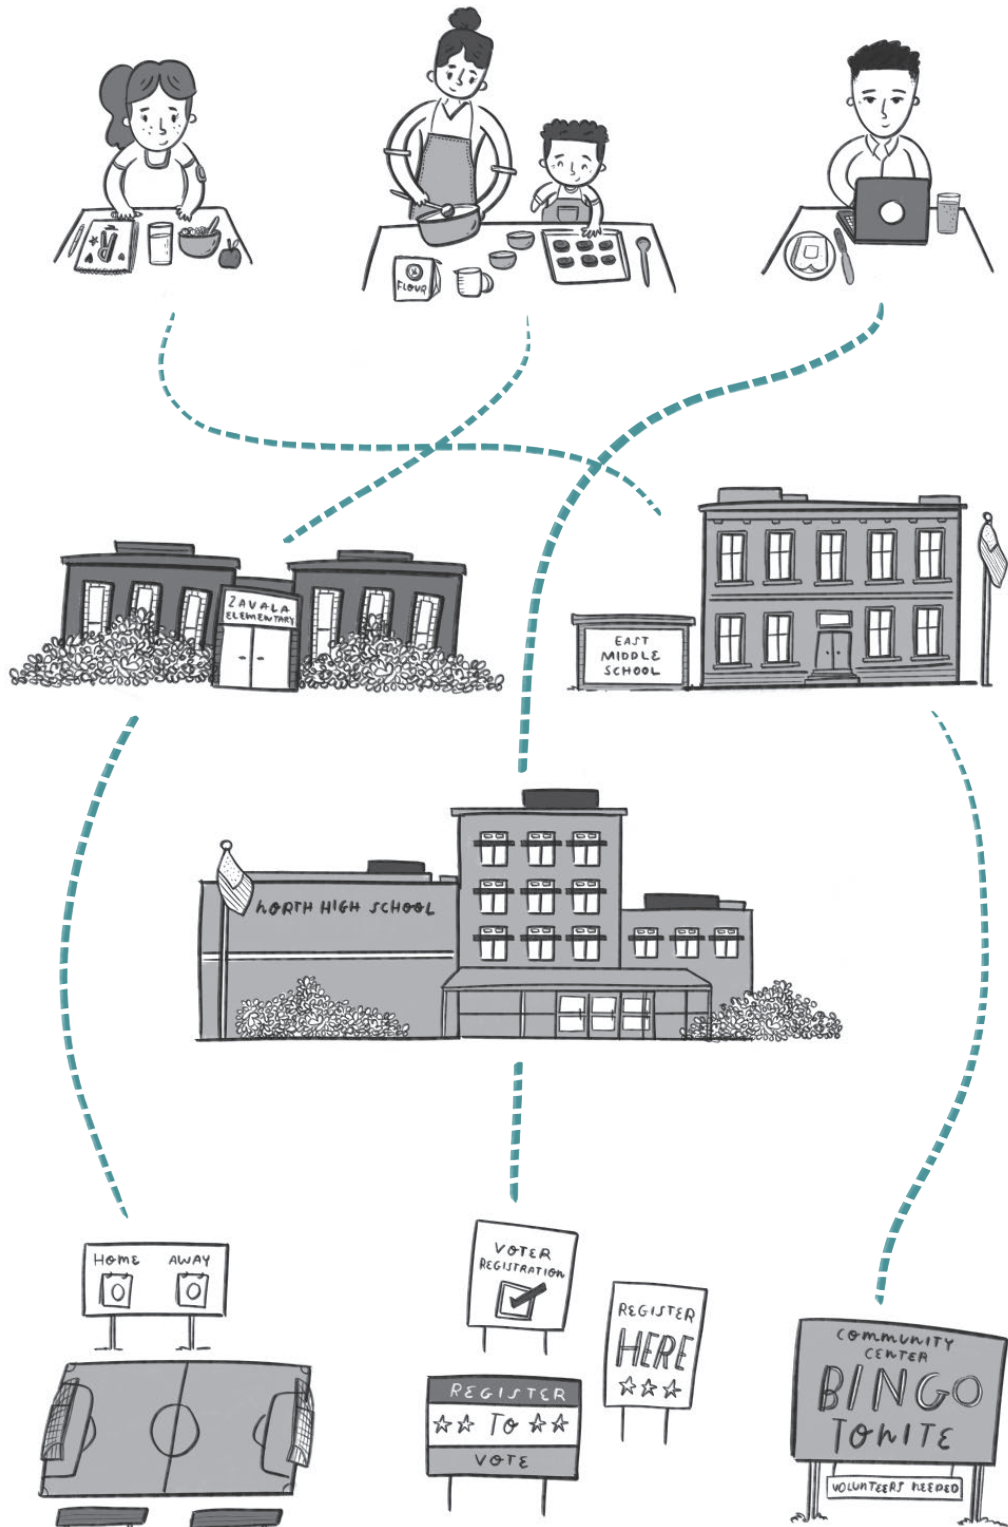 FLOUR
ZAVALA
ELEMENTARY
EAST
MIDDLE
SCHOOL
NORTH HIGH SCHOOL
HOME AWAY
0 0
VOTER
REGISTRATION
REGISTER
HERE
REGISTER
TO
VOTE
COMMUNITY
CENTER
BINGO
TONITE
VOLUNTEERS NEEDED